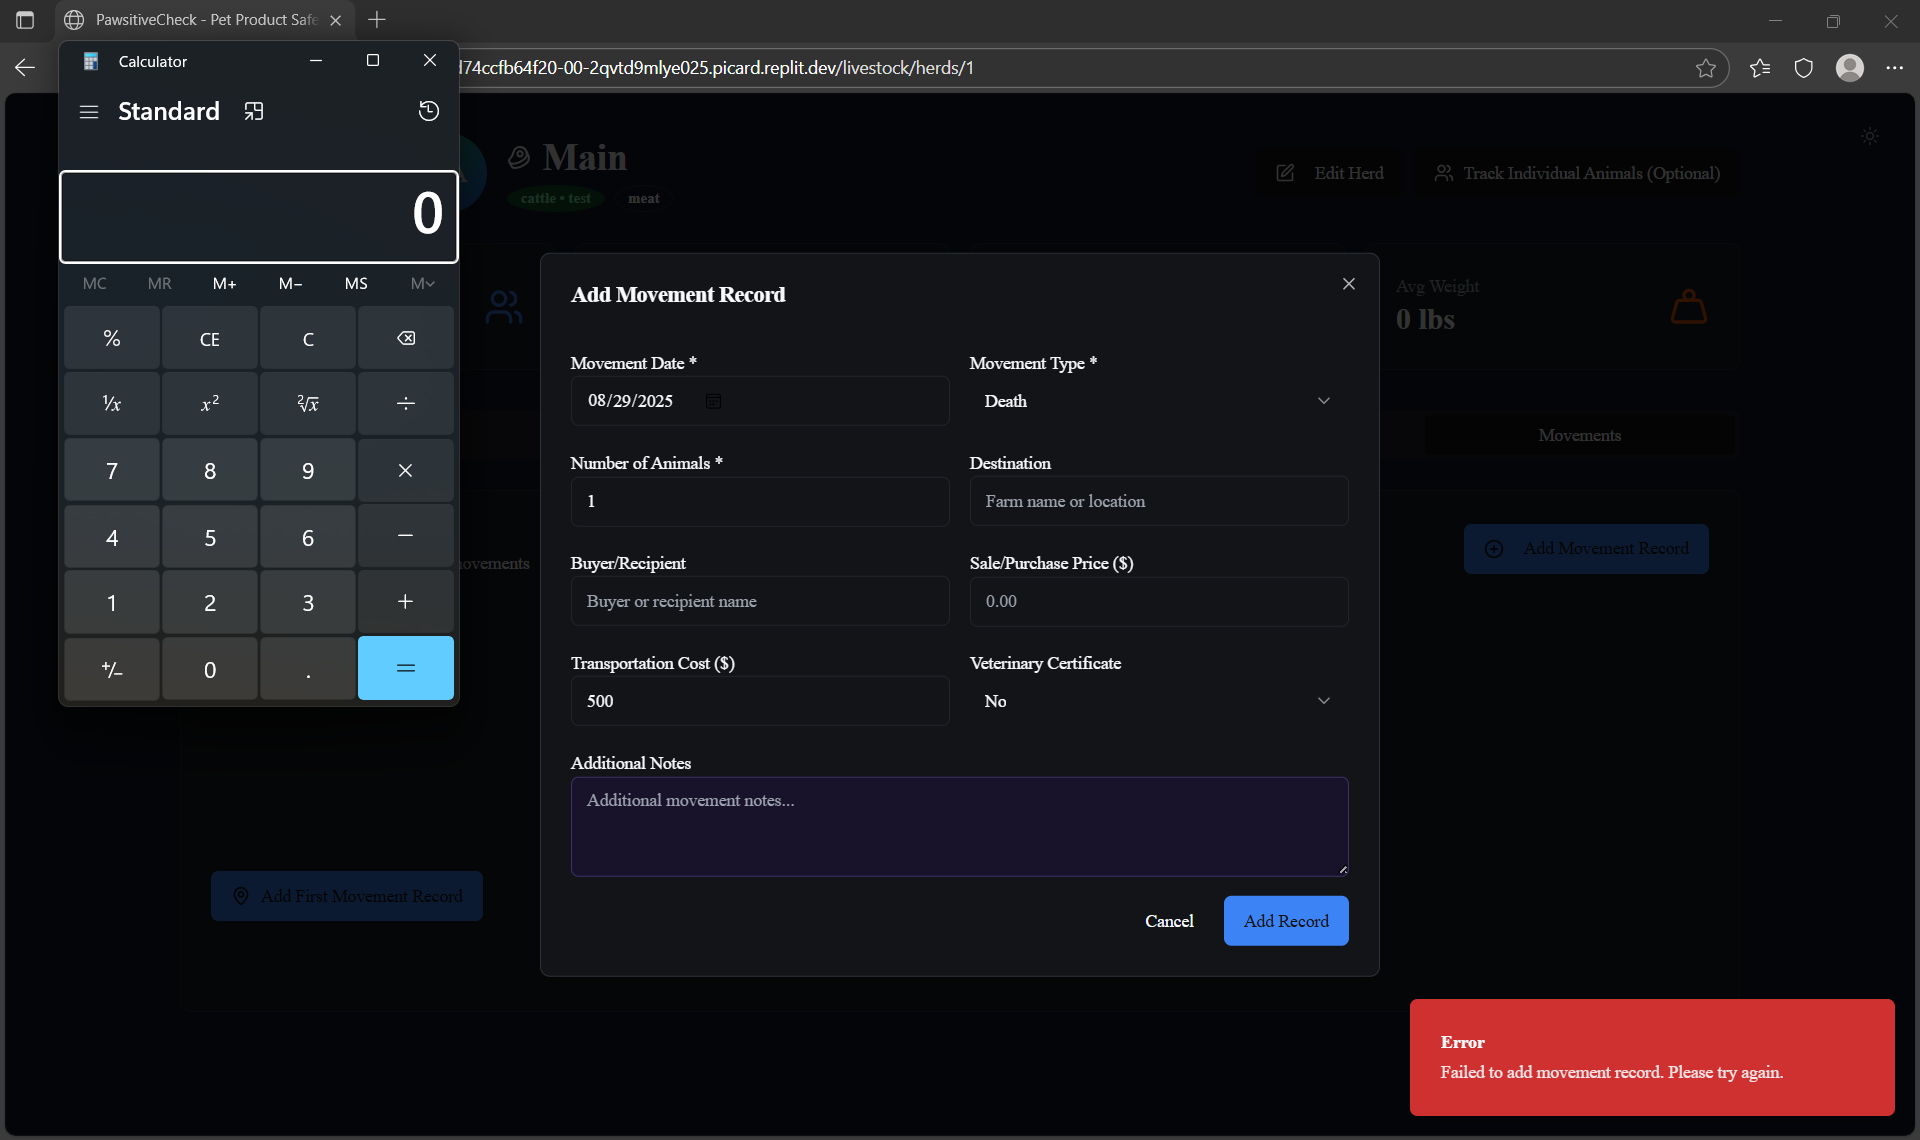 PawsitiveCheck - Pet Product Safe
Calculator
d74ccfb64f20-00-2qvtd9mlye025.picard.replit.dev/livestock/herds/1
Standard
0
MC MR M+ M− MS M
% CE C
¹/x x² ²√x ÷
7 8 9 ×
4 5 6 −
1 2 3 +
+/− 0 . =
Main
cattle • test meat
Edit Herd
Track Individual Animals (Optional)
Avg Weight
0 lbs
Movements
ovements
Add Movement Record
Add First Movement Record
Add Movement Record
Movement Date *
08/29/2025
Movement Type *
Death
Number of Animals *
1
Destination
Farm name or location
Buyer/Recipient
Buyer or recipient name
Sale/Purchase Price ($)
0.00
Transportation Cost ($)
500
Veterinary Certificate
No
Additional Notes
Additional movement notes...
Cancel
Add Record
Error
Failed to add movement record. Please try again.